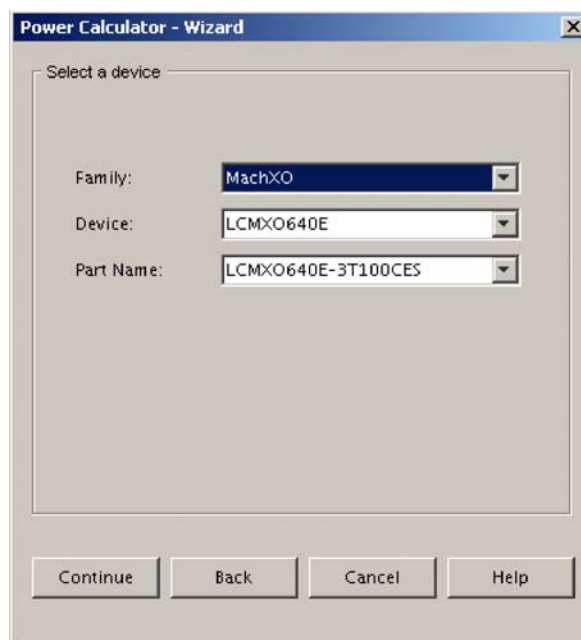 Power Calculator - Wizard
Select a device
Family: MachXO
Device: LCMXO640E
Part Name: LCMXO640E-3T100CES
Continue Back Cancel Help